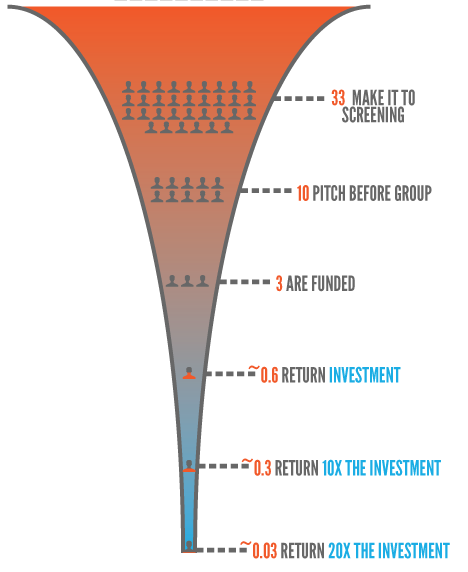 33 MAKE IT TO
SCREENING
10 PITCH BEFORE GROUP
3 ARE FUNDED
~0.6 RETURN INVESTMENT
~0.3 RETURN 10X THE INVESTMENT
~0.03 RETURN 20X THE INVESTMENT